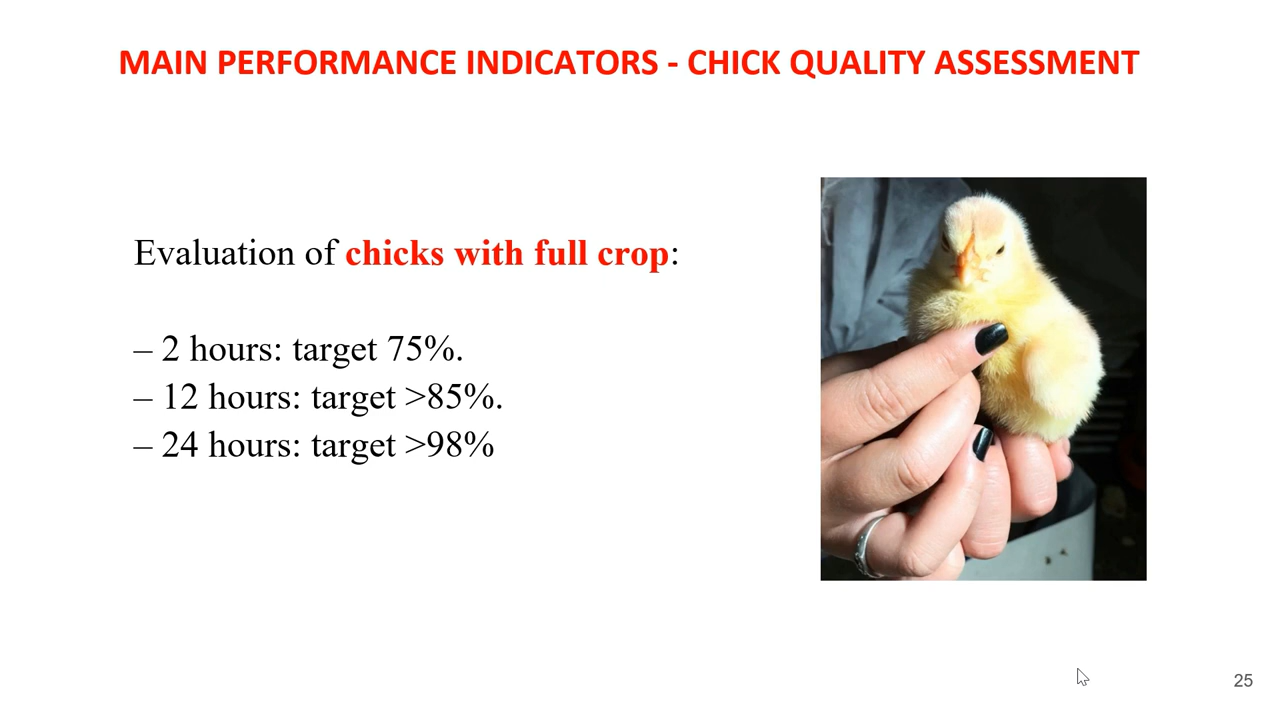 MAIN PERFORMANCE INDICATORS - CHICK QUALITY ASSESSMENT
Evaluation of chicks with full crop:
– 2 hours: target 75%.
– 12 hours: target >85%.
– 24 hours: target >98%
25